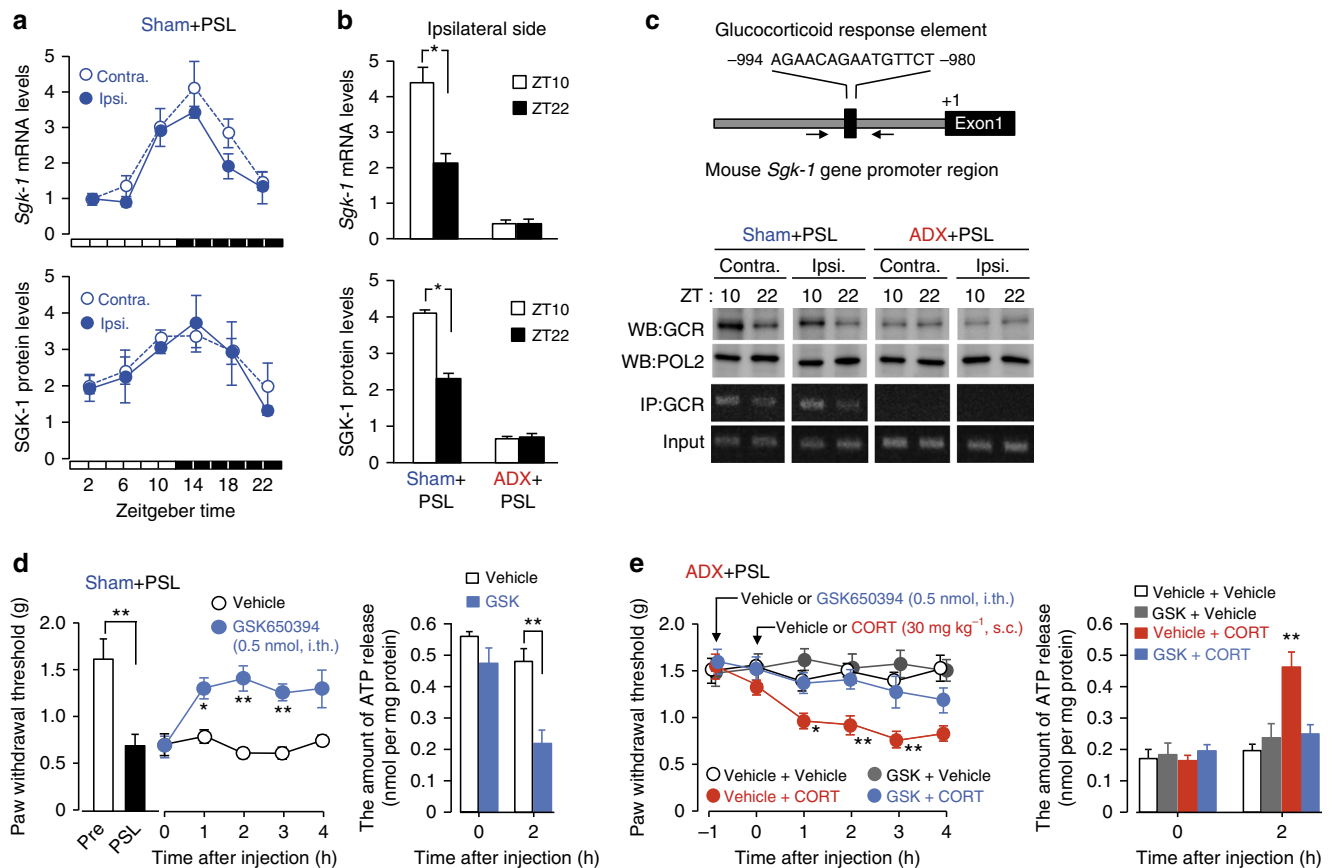 a
Sham+PSL
Contra.
Ipsi.
Sgk-1 mRNA levels
5
4
3
2
1
0
Contra.
Ipsi.
SGK-1 protein levels
5
4
3
2
1
0
2 6 10 14 18 22
Zeitgeber time
b
Ipsilateral side
*
ZT10
ZT22
Sgk-1 mRNA levels
5
4
3
2
1
0
*
ZT10
ZT22
SGK-1 protein levels
5
4
3
2
1
0
Sham+ ADX+
PSL PSL
c
Glucocorticoid response element
–994 AGAACAGAATGTTCT –980
+1
Exon1
Mouse Sgk-1 gene promoter region
Sham+PSL ADX+PSL
Contra. Ipsi. Contra. Ipsi.
ZT : 10 22 10 22 10 22 10 22
WB:GCR
WB:POL2
IP:GCR
Input
d
Sham+PSL
**
Vehicle
GSK650394
(0.5 nmol, i.th.)
Paw withdrawal threshold (g)
2.0
1.5
1.0
0.5
0
* ** **
Pre PSL
0 1 2 3 4
Time after injection (h)
Vehicle
GSK
**
The amount of ATP release
(nmol per mg protein)
0.6
0.5
0.4
0.3
0.2
0.1
0
0 2
Time after injection (h)
e
ADX+PSL
Vehicle or GSK650394 (0.5 nmol, i.th.)
Vehicle or CORT (30 mg kg–1, s.c.)
Paw withdrawal threshold (g)
2.0
1.5
1.0
0.5
0
* ** **
Vehicle + Vehicle GSK + Vehicle
Vehicle + CORT GSK + CORT
–1 0 1 2 3 4
Time after injection (h)
Vehicle + Vehicle
GSK + Vehicle
Vehicle + CORT
GSK + CORT
**
The amount of ATP release
(nmol per mg protein)
0.6
0.5
0.4
0.3
0.2
0.1
0
0 2
Time after injection (h)